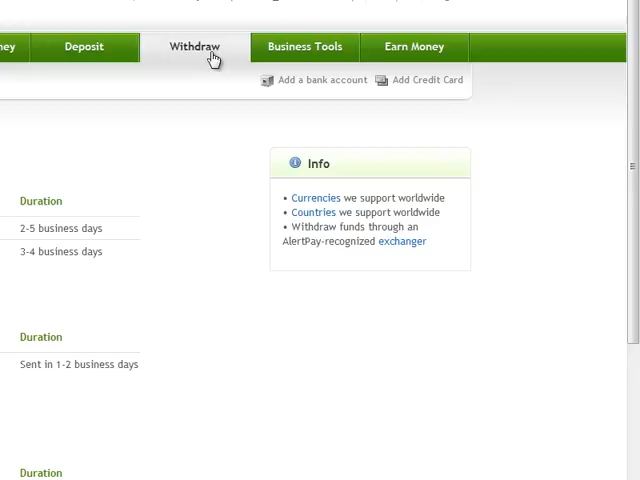 ney Deposit Withdraw Business Tools Earn Money
Add a bank account Add Credit Card
Info
• Currencies we support worldwide
• Countries we support worldwide
• Withdraw funds through an
AlertPay-recognized exchanger
Duration
2-5 business days
3-4 business days
Duration
Sent in 1-2 business days
Duration